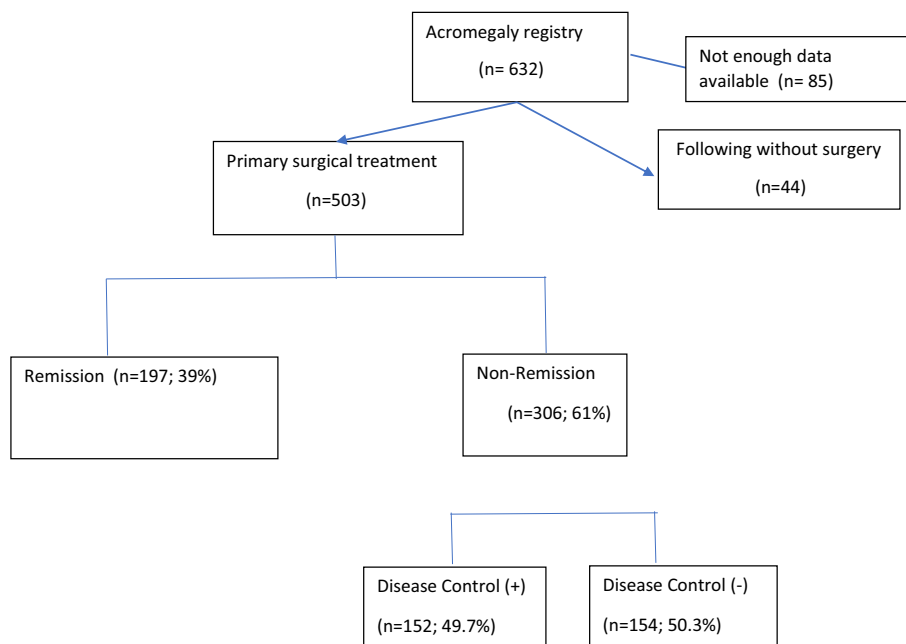 Acromegaly registry
(n= 632)
Not enough data
available (n= 85)
Primary surgical treatment
(n=503)
Following without surgery
(n=44)
Remission (n=197; 39%)
Non-Remission
(n=306; 61%)
Disease Control (+)
(n=152; 49.7%)
Disease Control (-)
(n=154; 50.3%)